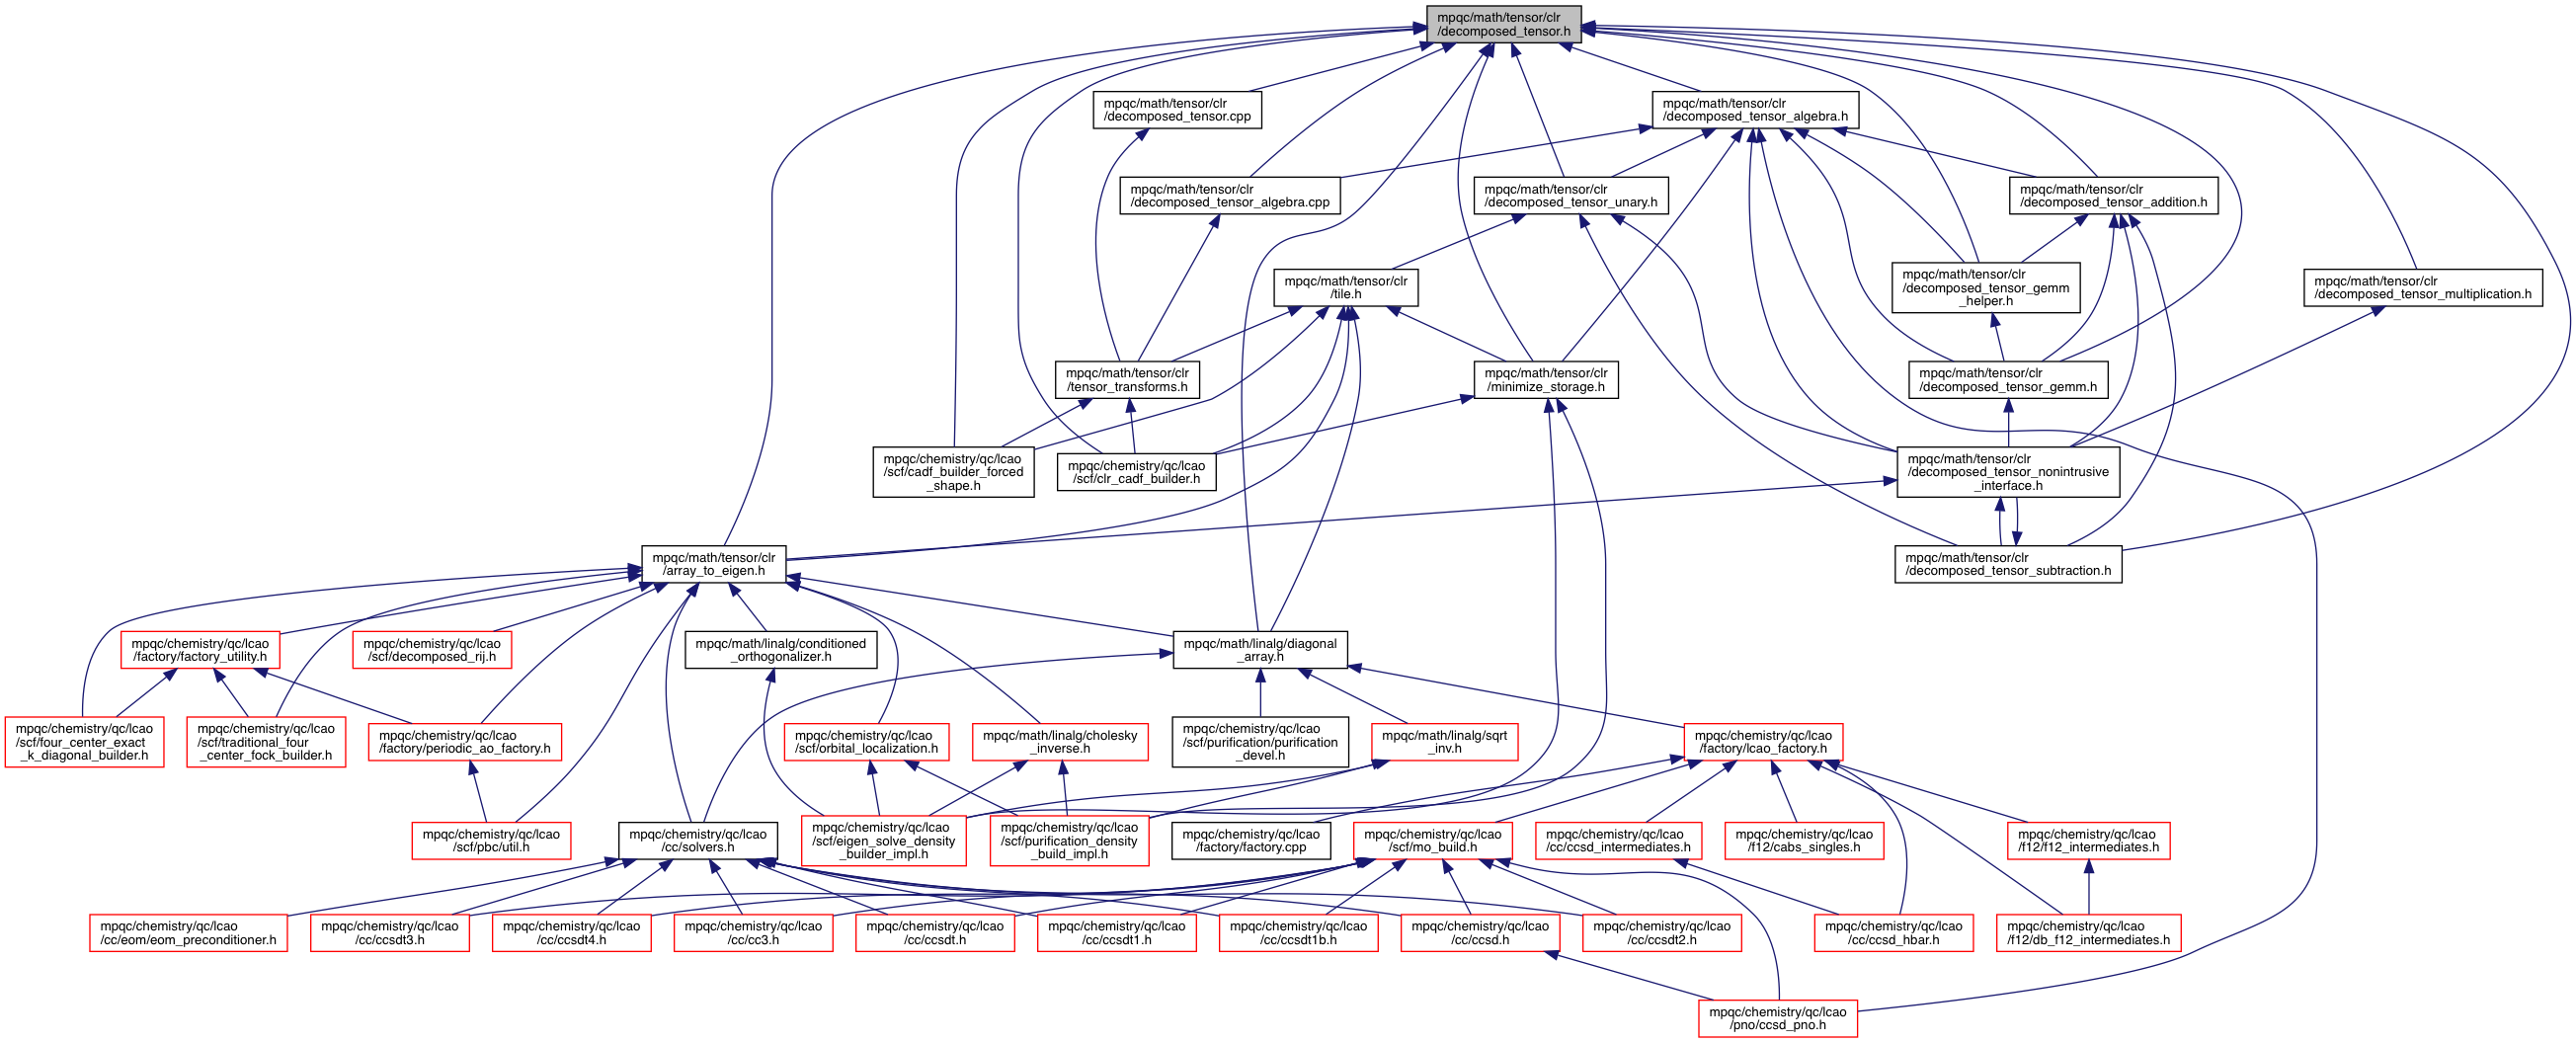 mpqc/math/tensor/clr
/decomposed_tensor.h
mpqc/math/tensor/clr
/decomposed_tensor.cpp
mpqc/math/tensor/clr
/decomposed_tensor_algebra.h
mpqc/math/tensor/clr
/decomposed_tensor_algebra.cpp
mpqc/math/tensor/clr
/decomposed_tensor_unary.h
mpqc/math/tensor/clr
/decomposed_tensor_addition.h
mpqc/math/tensor/clr
/tile.h
mpqc/math/tensor/clr
/decomposed_tensor_gemm
_helper.h
mpqc/math/tensor/clr
/decomposed_tensor_multiplication.h
mpqc/math/tensor/clr
/tensor_transforms.h
mpqc/math/tensor/clr
/minimize_storage.h
mpqc/math/tensor/clr
/decomposed_tensor_gemm.h
mpqc/chemistry/qc/lcao
/scf/cadf_builder_forced
_shape.h
mpqc/chemistry/qc/lcao
/scf/clr_cadf_builder.h
mpqc/math/tensor/clr
/decomposed_tensor_nonintrusive
_interface.h
mpqc/math/tensor/clr
/array_to_eigen.h
mpqc/math/tensor/clr
/decomposed_tensor_subtraction.h
mpqc/chemistry/qc/lcao
/factory/factory_utility.h
mpqc/chemistry/qc/lcao
/scf/decomposed_rij.h
mpqc/math/linalg/conditioned
_orthogonalizer.h
mpqc/math/linalg/diagonal
_array.h
mpqc/chemistry/qc/lcao
/scf/four_center_exact
_k_diagonal_builder.h
mpqc/chemistry/qc/lcao
/scf/traditional_four
_center_fock_builder.h
mpqc/chemistry/qc/lcao
/factory/periodic_ao_factory.h
mpqc/chemistry/qc/lcao
/scf/orbital_localization.h
mpqc/math/linalg/cholesky
_inverse.h
mpqc/chemistry/qc/lcao
/scf/purification/purification
_devel.h
mpqc/math/linalg/sqrt
_inv.h
mpqc/chemistry/qc/lcao
/factory/lcao_factory.h
mpqc/chemistry/qc/lcao
/scf/pbc/util.h
mpqc/chemistry/qc/lcao
/cc/solvers.h
mpqc/chemistry/qc/lcao
/scf/eigen_solve_density
_builder_impl.h
mpqc/chemistry/qc/lcao
/scf/purification_density
_build_impl.h
mpqc/chemistry/qc/lcao
/factory/factory.cpp
mpqc/chemistry/qc/lcao
/scf/mo_build.h
mpqc/chemistry/qc/lcao
/cc/ccsd_intermediates.h
mpqc/chemistry/qc/lcao
/f12/cabs_singles.h
mpqc/chemistry/qc/lcao
/f12/f12_intermediates.h
mpqc/chemistry/qc/lcao
/cc/eom/eom_preconditioner.h
mpqc/chemistry/qc/lcao
/cc/ccsdt3.h
mpqc/chemistry/qc/lcao
/cc/ccsdt4.h
mpqc/chemistry/qc/lcao
/cc/cc3.h
mpqc/chemistry/qc/lcao
/cc/ccsdt.h
mpqc/chemistry/qc/lcao
/cc/ccsdt1.h
mpqc/chemistry/qc/lcao
/cc/ccsdt1b.h
mpqc/chemistry/qc/lcao
/cc/ccsd.h
mpqc/chemistry/qc/lcao
/cc/ccsdt2.h
mpqc/chemistry/qc/lcao
/cc/ccsd_hbar.h
mpqc/chemistry/qc/lcao
/f12/db_f12_intermediates.h
mpqc/chemistry/qc/lcao
/pno/ccsd_pno.h